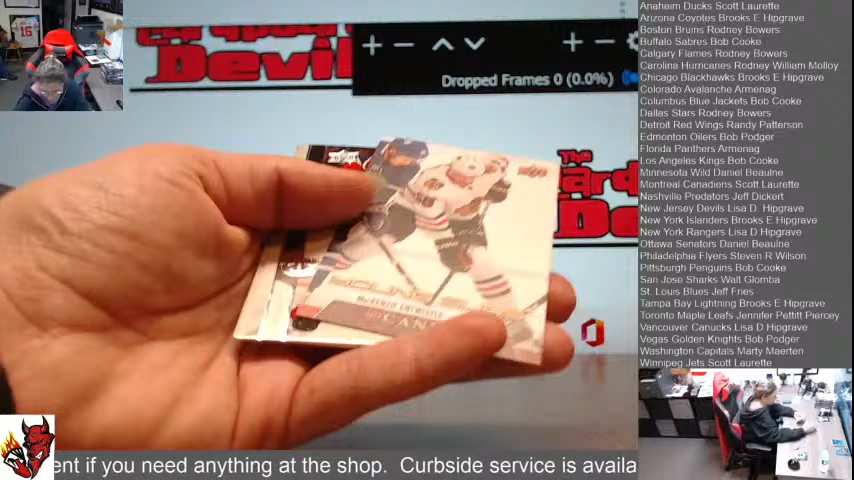 Anaheim Ducks Scott Laurette
Arizona Coyotes Brooks E Hipgrave
Boston Bruins Rodney Bowers
Buffalo Sabres Bob Cooke
Calgary Flames Rodney Bowers
Carolina Hurricanes Rodney William Molloy
Chicago Blackhawks Brooks E Hipgrave
Colorado Avalanche Armenag
Columbus Blue Jackets Bob Cooke
Dallas Stars Rodney Bowers
Detroit Red Wings Randy Patterson
Edmonton Oilers Bob Podger
Florida Panthers Armenag
Los Angeles Kings Bob Cooke
Minnesota Wild Daniel Beaulne
Montreal Canadiens Scott Laurette
Nashville Predators Jeff Dickert
New Jersey Devils Lisa D. Hipgrave
New York Islanders Brooks E Hipgrave
New York Rangers Lisa D Hipgrave
Ottawa Senators Daniel Beaulne
Philadelphia Flyers Steven R Wilson
Pittsburgh Penguins Bob Cooke
San Jose Sharks Walt Glomba
St. Louis Blues Jeff Fries
Tampa Bay Lightning Brooks E Hipgrave
Toronto Maple Leafs Jennifer Pettitt Piercey
Vancouver Canucks Lisa D Hipgrave
Vegas Golden Knights Bob Podger
Washington Capitals Marty Maerten
Winnipeg Jets Scott Laurette
Dropped Frames 0 (0.0%)
Devil
The
ard
De
16
McKENZIE ENTWISTLE
ent if you need anything at the shop. Curbside service is availa